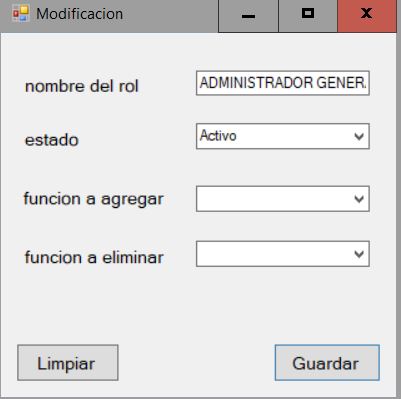 Modificacion
nombre del rol ADMINISTRADOR GENER
estado Activo
funcion a agregar
funcion a eliminar
Limpiar Guardar